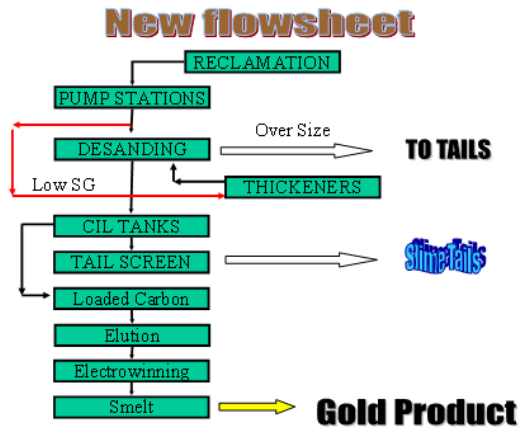 New flowsheet
RECLAMATION
PUMP STATIONS
Over Size
DESANDING
TO TAILS
Low SG
THICKENERS
CIL TANKS
TAIL SCREEN
Slime Tails
Loaded Carbon
Elution
Electrowinning
Smelt
Gold Product